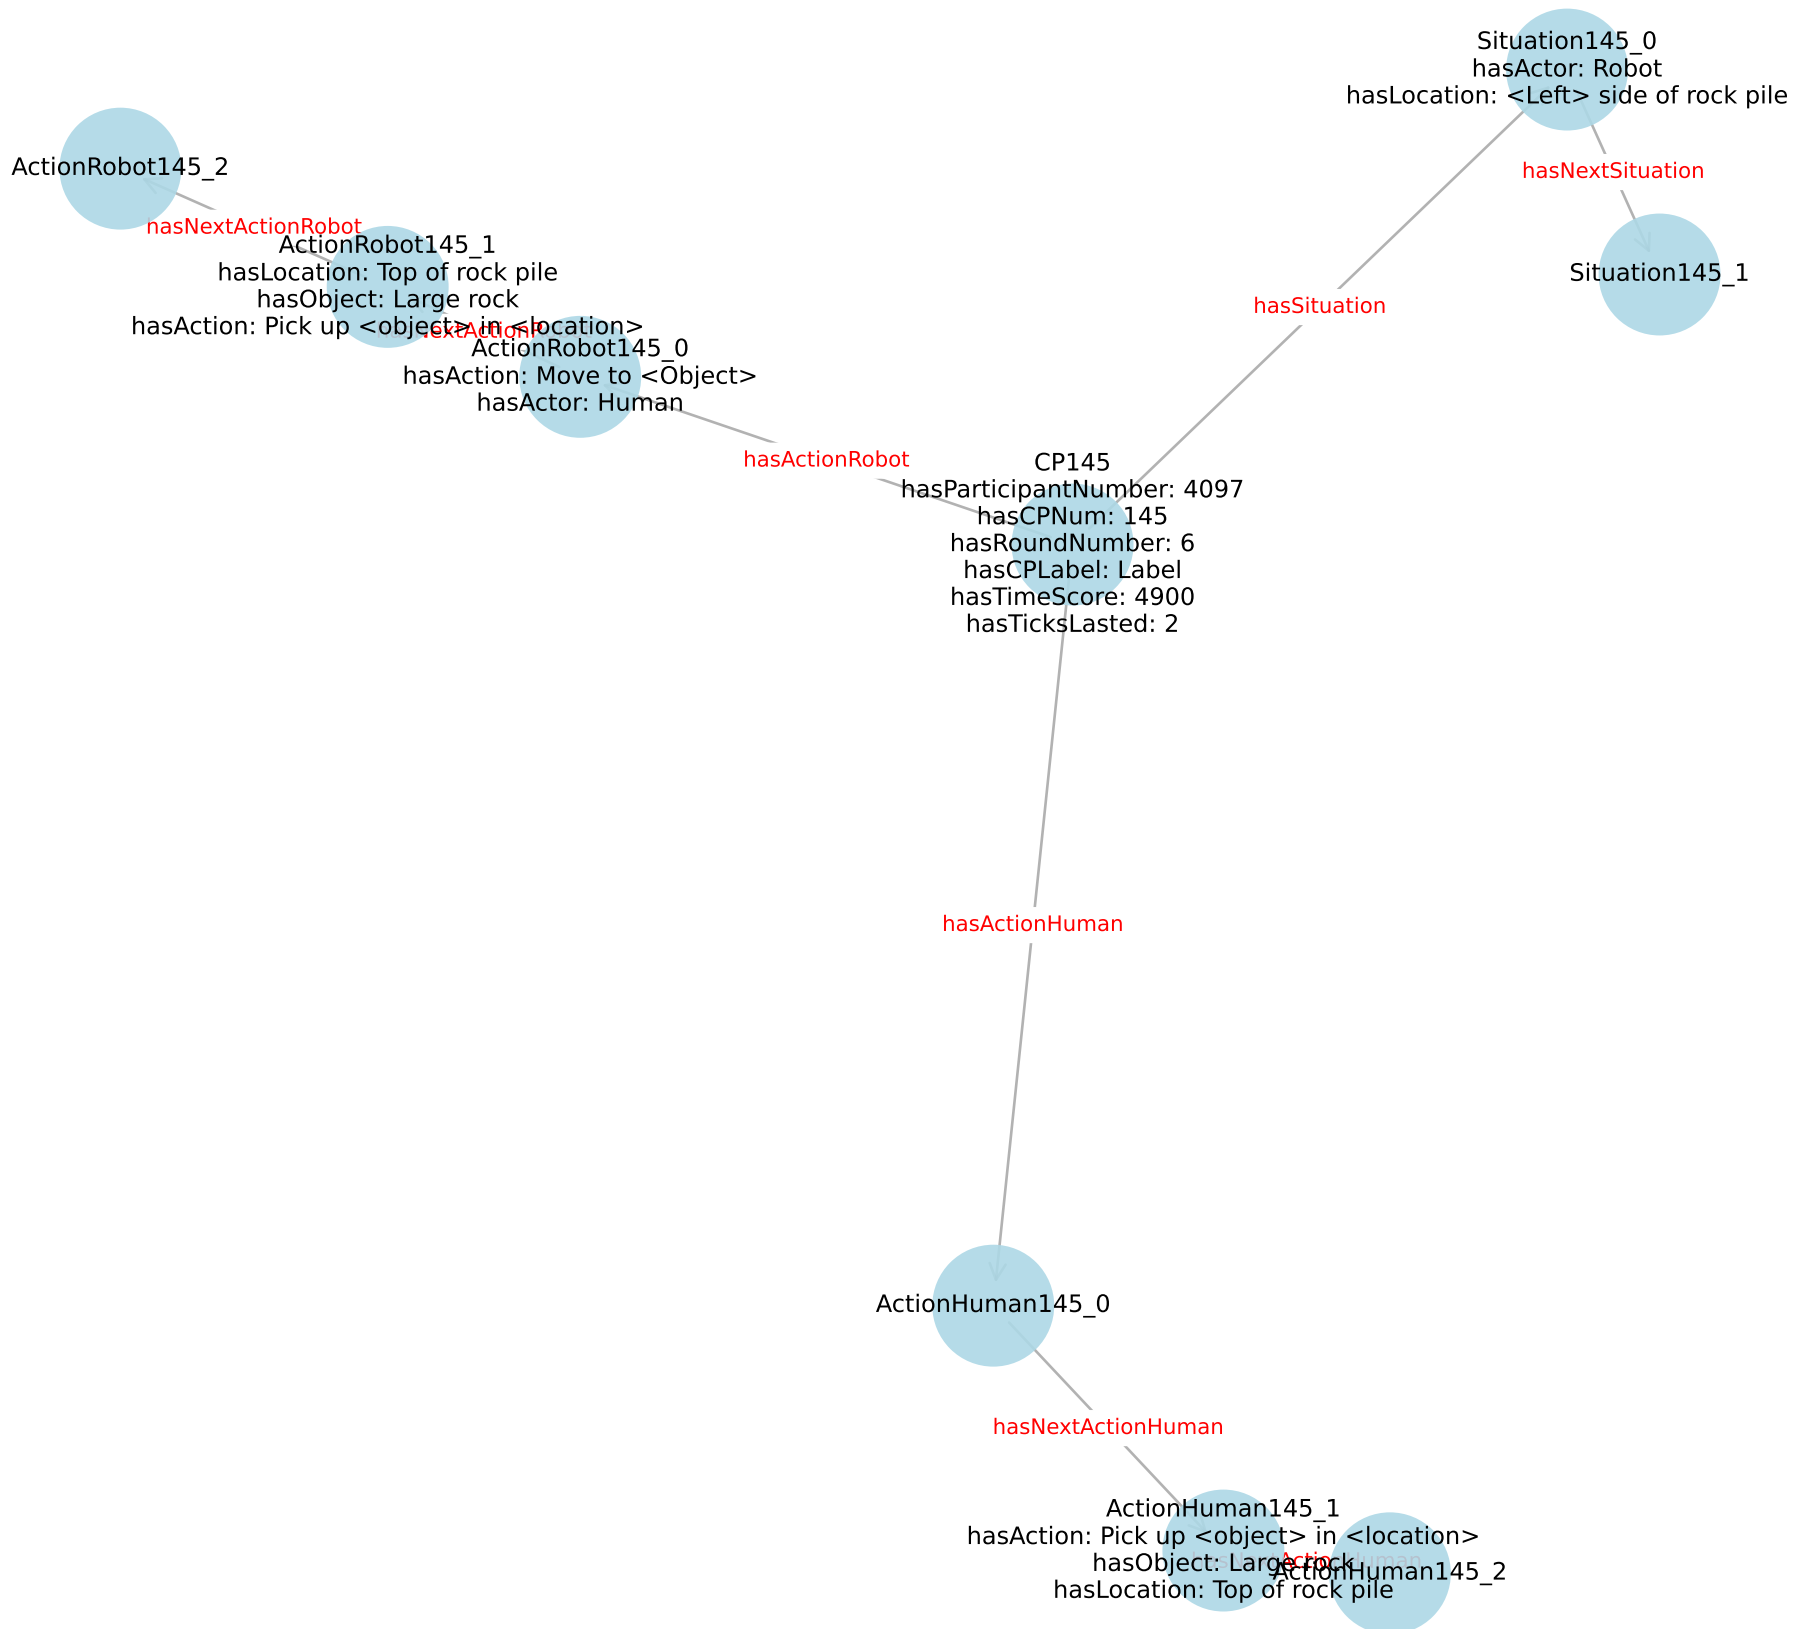 Situation145_0
hasActor: Robot
hasLocation: <Left> side of rock pile
ActionRobot145_2
hasNextSituation
hasNextActionRobot
ActionRobot145_1
hasLocation: Top of rock pile
hasObject: Large rock
hasAction: Pick up <object> in <location>
Situation145_1
hasSituation
ActionRobot145_0
hasAction: Move to <Object>
hasActor: Human
hasActionRobot
CP145
hasParticipantNumber: 4097
hasCPNum: 145
hasRoundNumber: 6
hasCPLabel: Label
hasTimeScore: 4900
hasTicksLasted: 2
hasActionHuman
ActionHuman145_0
hasNextActionHuman
ActionHuman145_1
hasAction: Pick up <object> in <location>
hasObject: Large rock
hasLocation: Top of rock pile
ActionHuman145_2